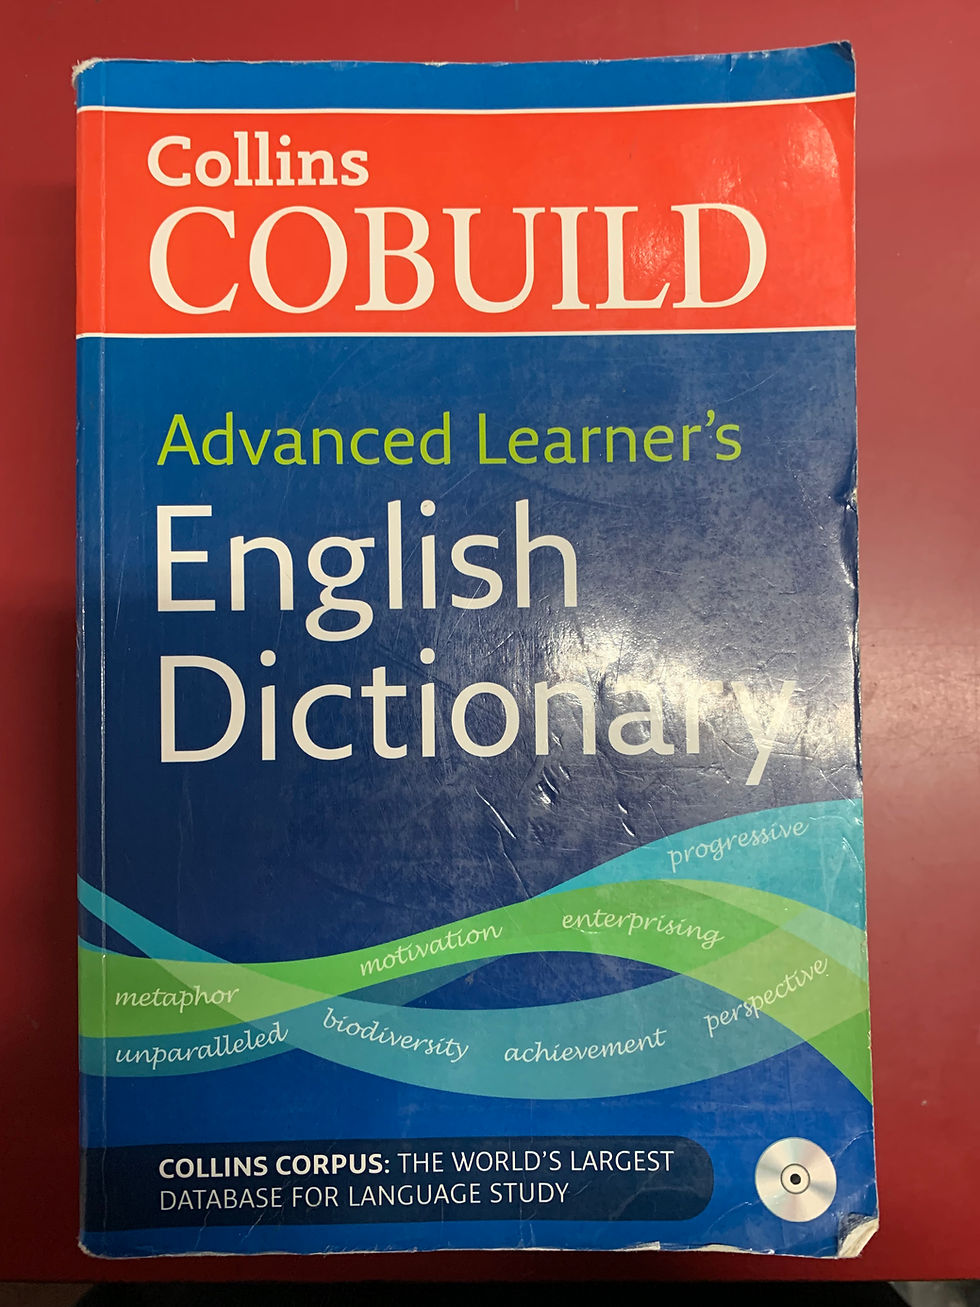 Collins
COBUILD
Advanced Learner's
English
Dictionary
progressive
enterprising
motivation
metaphor
perspective
biodiversity
unparalleled
achievement
COLLINS CORPUS: THE WORLD'S LARGEST
DATABASE FOR LANGUAGE STUDY